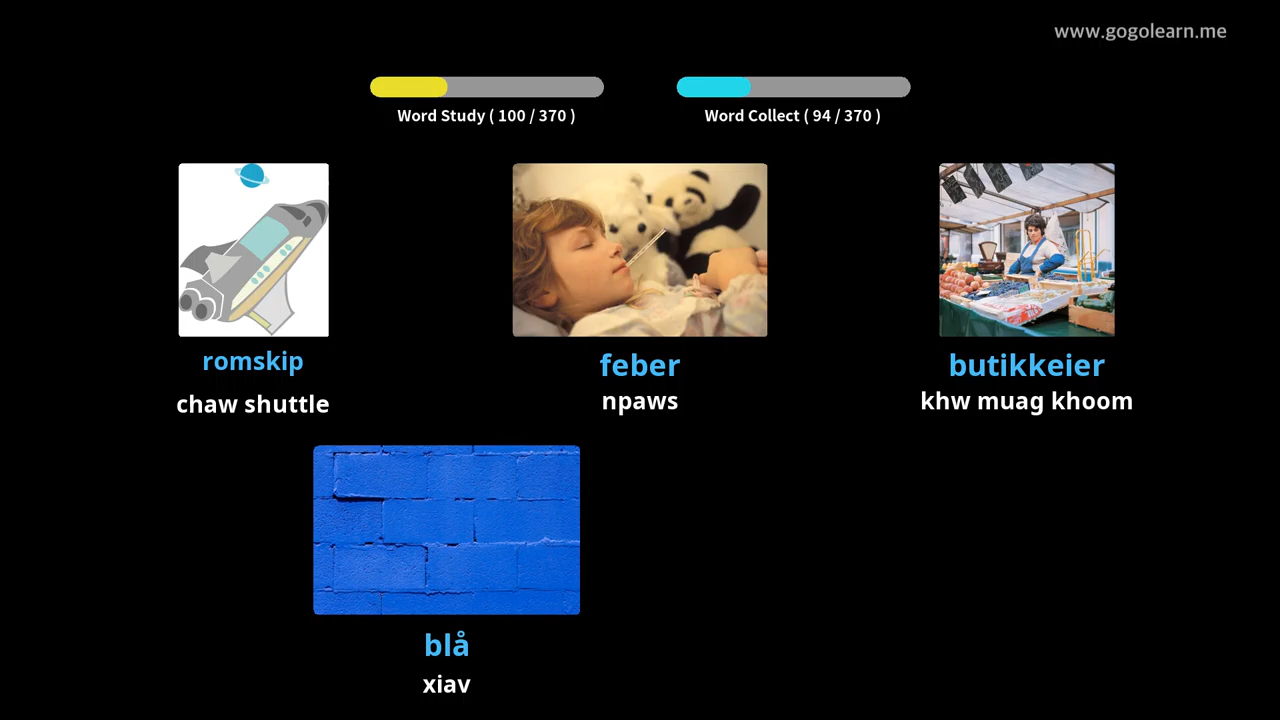 www.gogolearn.me
Word Study ( 100 / 370 )
Word Collect ( 94 / 370 )
romskip
chaw shuttle
feber
npaws
butikkeier
khw muag khoom
blå
xiav